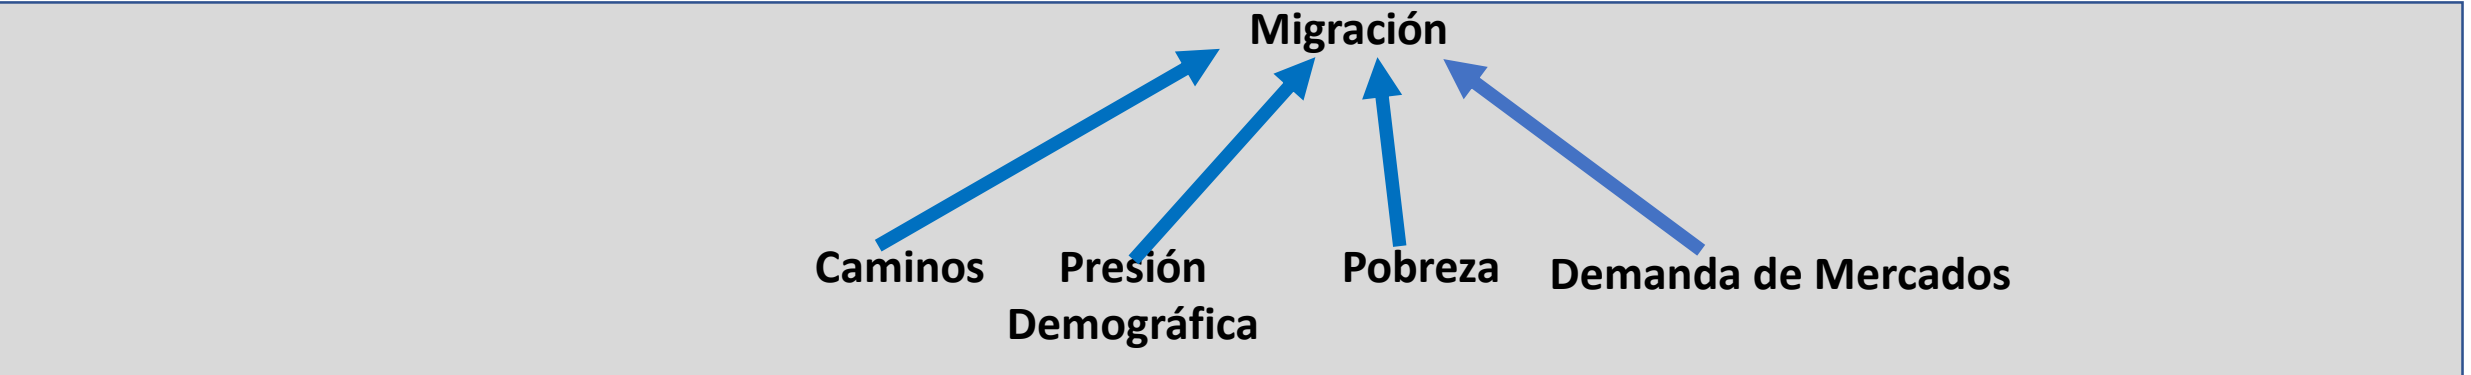 Migración
Caminos
Presión
Demográfica
Pobreza
Demanda de Mercados